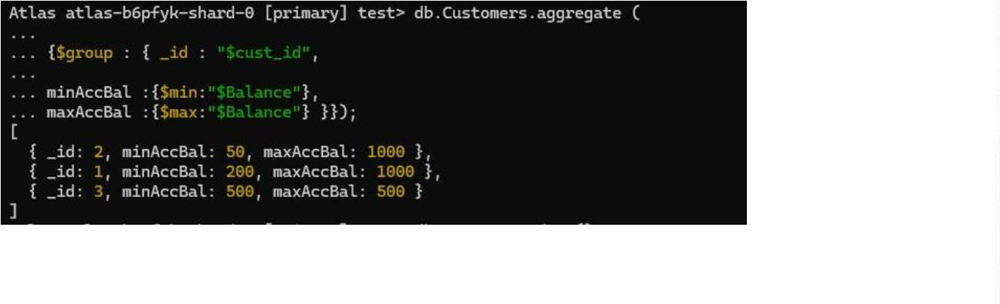 Atlas atlas-b6pfyk-shard-0 [primary] test> db.Customers.aggregate (
...
... {$group : { _id : "$cust_id",
...
... minAccBal :{$min:"$Balance"},
... maxAccBal :{$max:"$Balance"} }});
[
  { _id: 2, minAccBal: 50, maxAccBal: 1000 },
  { _id: 1, minAccBal: 200, maxAccBal: 1000 },
  { _id: 3, minAccBal: 500, maxAccBal: 500 }
]